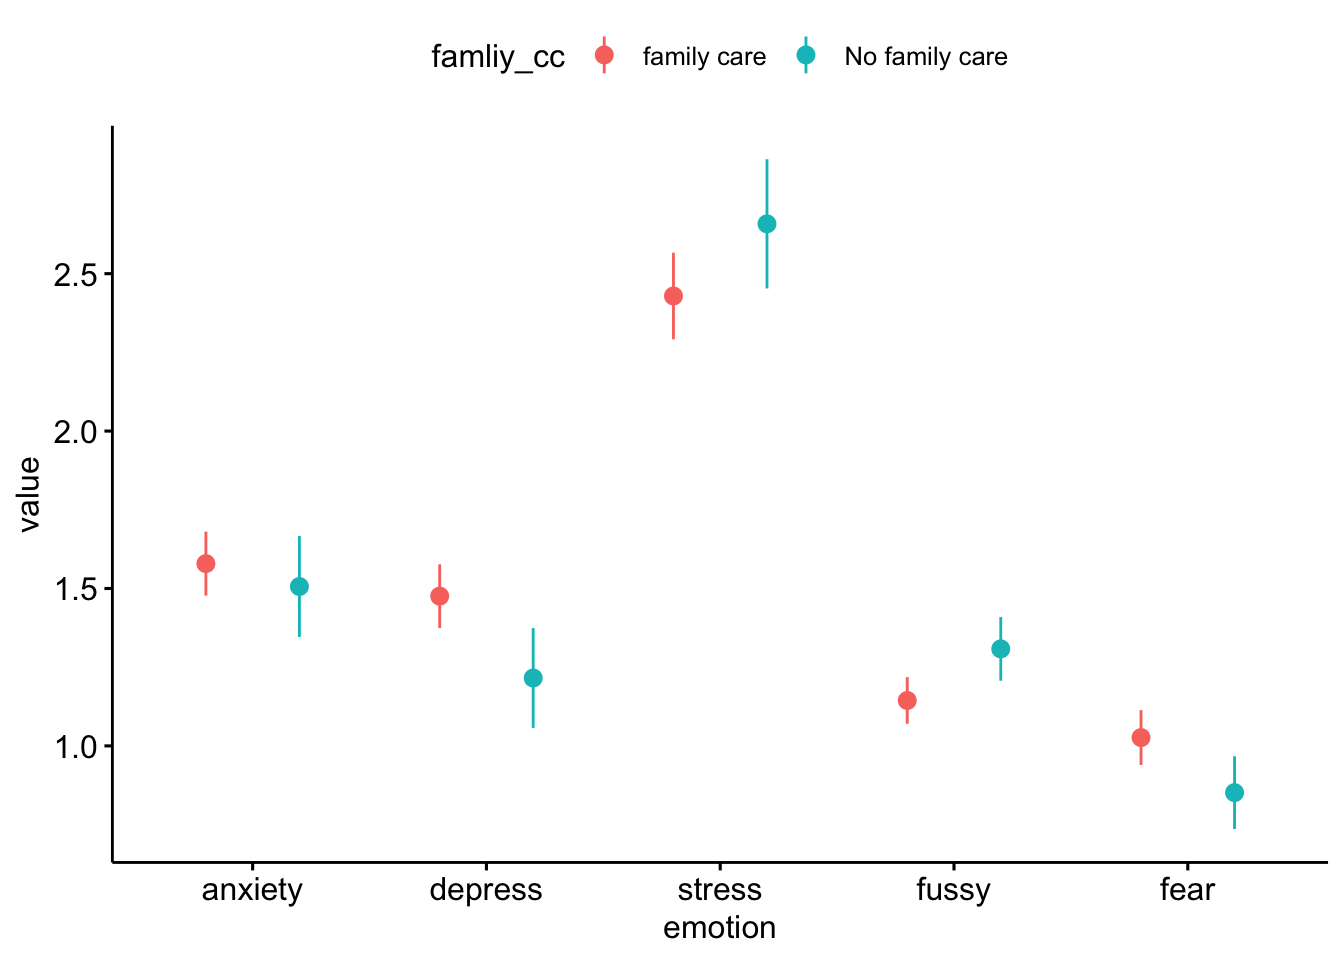 famliy_cc family care No family care
2.5
2.0
1.5
1.0
value
anxiety depress stress fussy fear
emotion